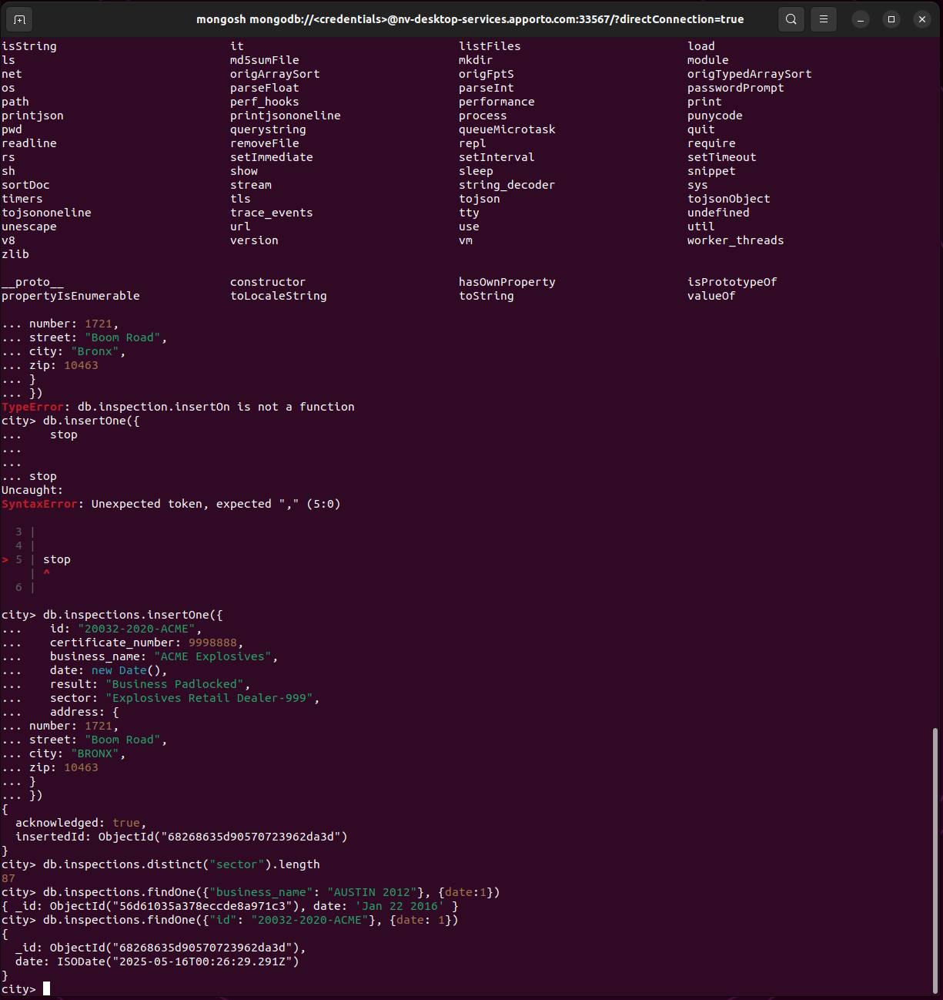 mongosh mongodb://<credentials>@nv-desktop-services.apporto.com:33567/?directConnection=true
isString it listFiles load
ls md5sumFile mkdir module
net origArraySort origFptS origTypedArraySort
os parseFloat parseInt passwordPrompt
path perf_hooks performance print
printjson printjsononeline process punycode
pwd querystring queueMicrotask quit
readline removeFile repl require
rs setImmediate setInterval setTimeout
sh show sleep snippet
sortDoc stream string_decoder sys
timers tls tojson tojsonObject
tojsononeline trace_events tty undefined
unescape url use util
v8 version vm worker_threads
zlib
__proto__ constructor hasOwnProperty isPrototypeOf
propertyIsEnumerable toLocaleString toString valueOf
... number: 1721,
... street: "Boom Road",
... city: "Bronx",
... zip: 10463
... }
... })
TypeError: db.inspection.insertOn is not a function
city> db.insertOne({
...    stop
...
...
... stop
Uncaught:
SyntaxError: Unexpected token, expected "," (5:0)
  3 |
  4 |
> 5 | stop
    | ^
  6 |
city> db.inspections.insertOne({
...    id: "20032-2020-ACME",
...    certificate_number: 9998888,
...    business_name: "ACME Explosives",
...    date: new Date(),
...    result: "Business Padlocked",
...    sector: "Explosives Retail Dealer-999",
...    address: {
... number: 1721,
... street: "Boom Road",
... city: "BRONX",
... zip: 10463
... }
... })
{
  acknowledged: true,
  insertedId: ObjectId("68268635d90570723962da3d")
}
city> db.inspections.distinct("sector").length
87
city> db.inspections.findOne({"business_name": "AUSTIN 2012"}, {date:1})
{ _id: ObjectId("56d61035a378eccde8a971c3"), date: 'Jan 22 2016' }
city> db.inspections.findOne({"id": "20032-2020-ACME"}, {date: 1})
{
  _id: ObjectId("68268635d90570723962da3d"),
  date: ISODate("2025-05-16T00:26:29.291Z")
}
city>